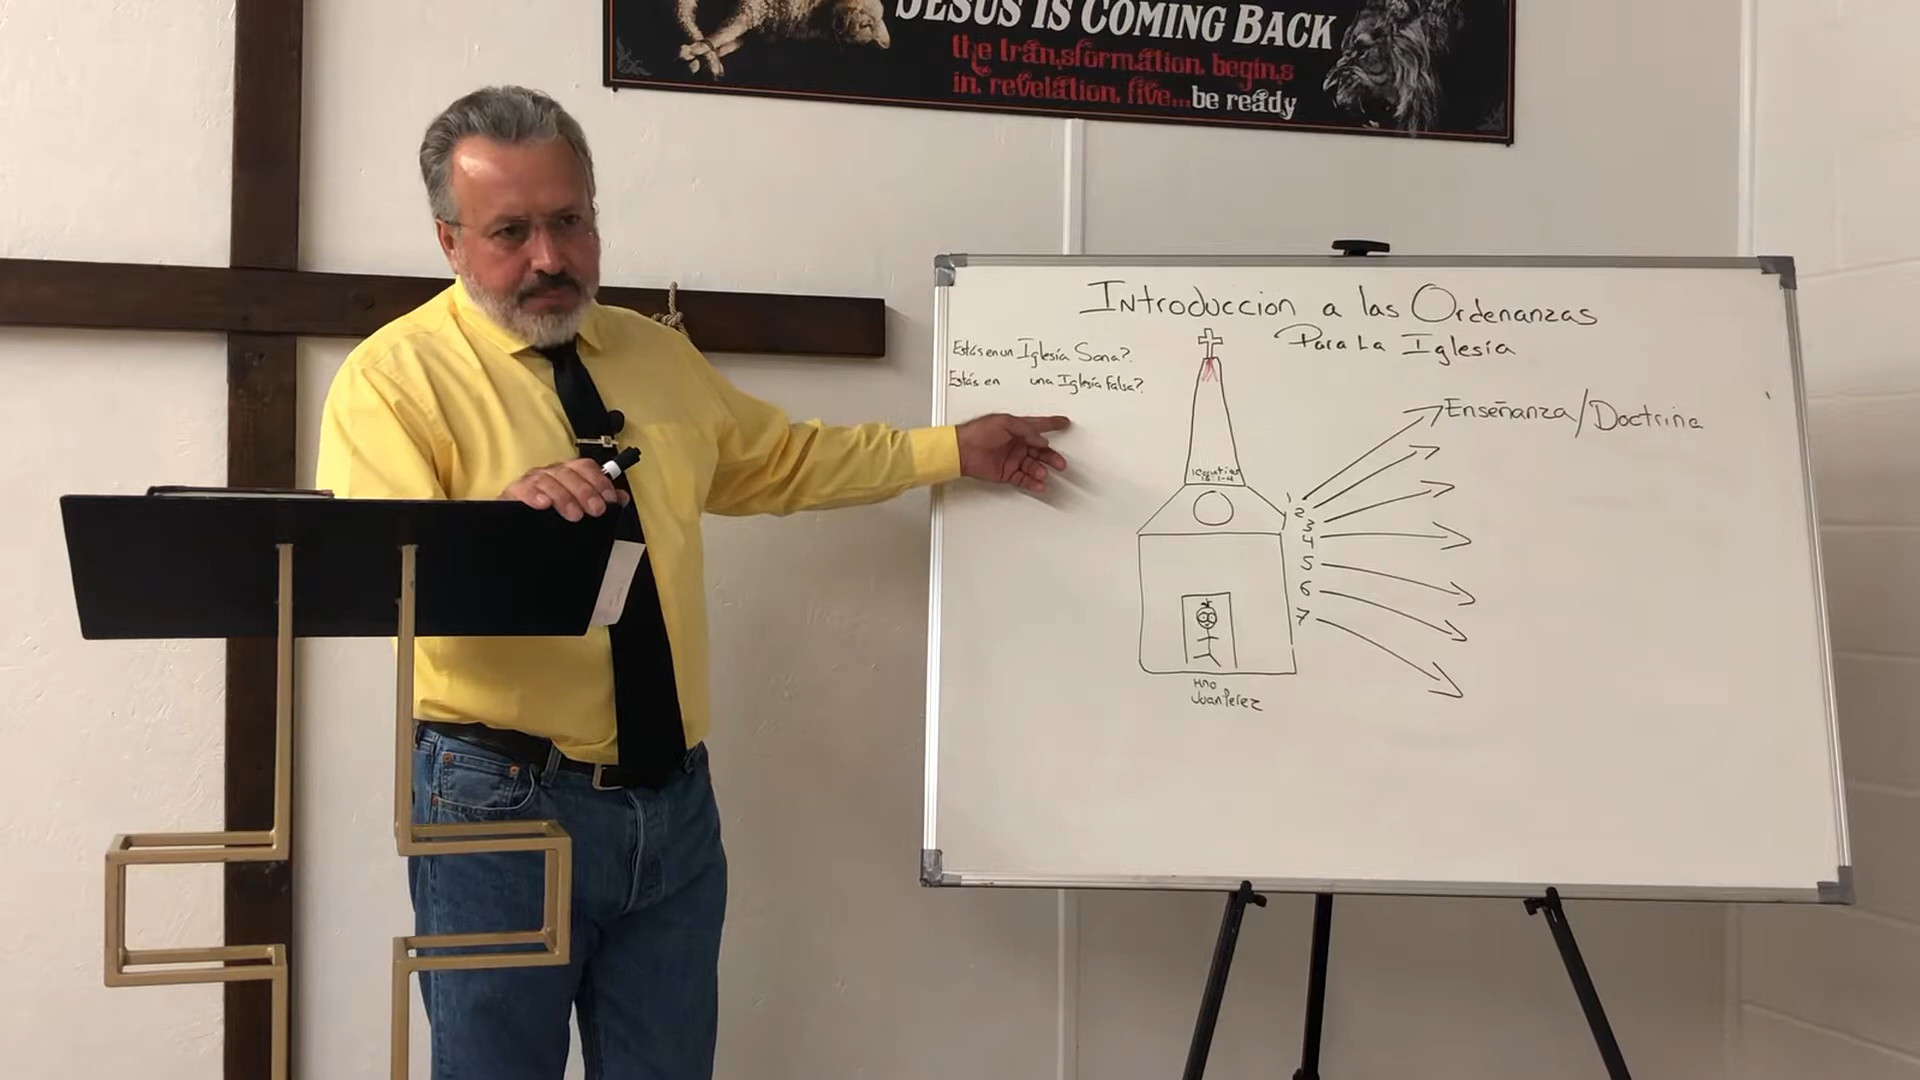 JESUS IS COMING BACK
the transformation begins
in revelation five...be ready
Introduccion a las Ordenanzas
Para La Iglesia
Estás en un Iglesia Sana?
Estás en una Iglesia falsa?
Enseñanza/Doctrina
1
2
3
4
5
6
7
Hno
Juan Perez